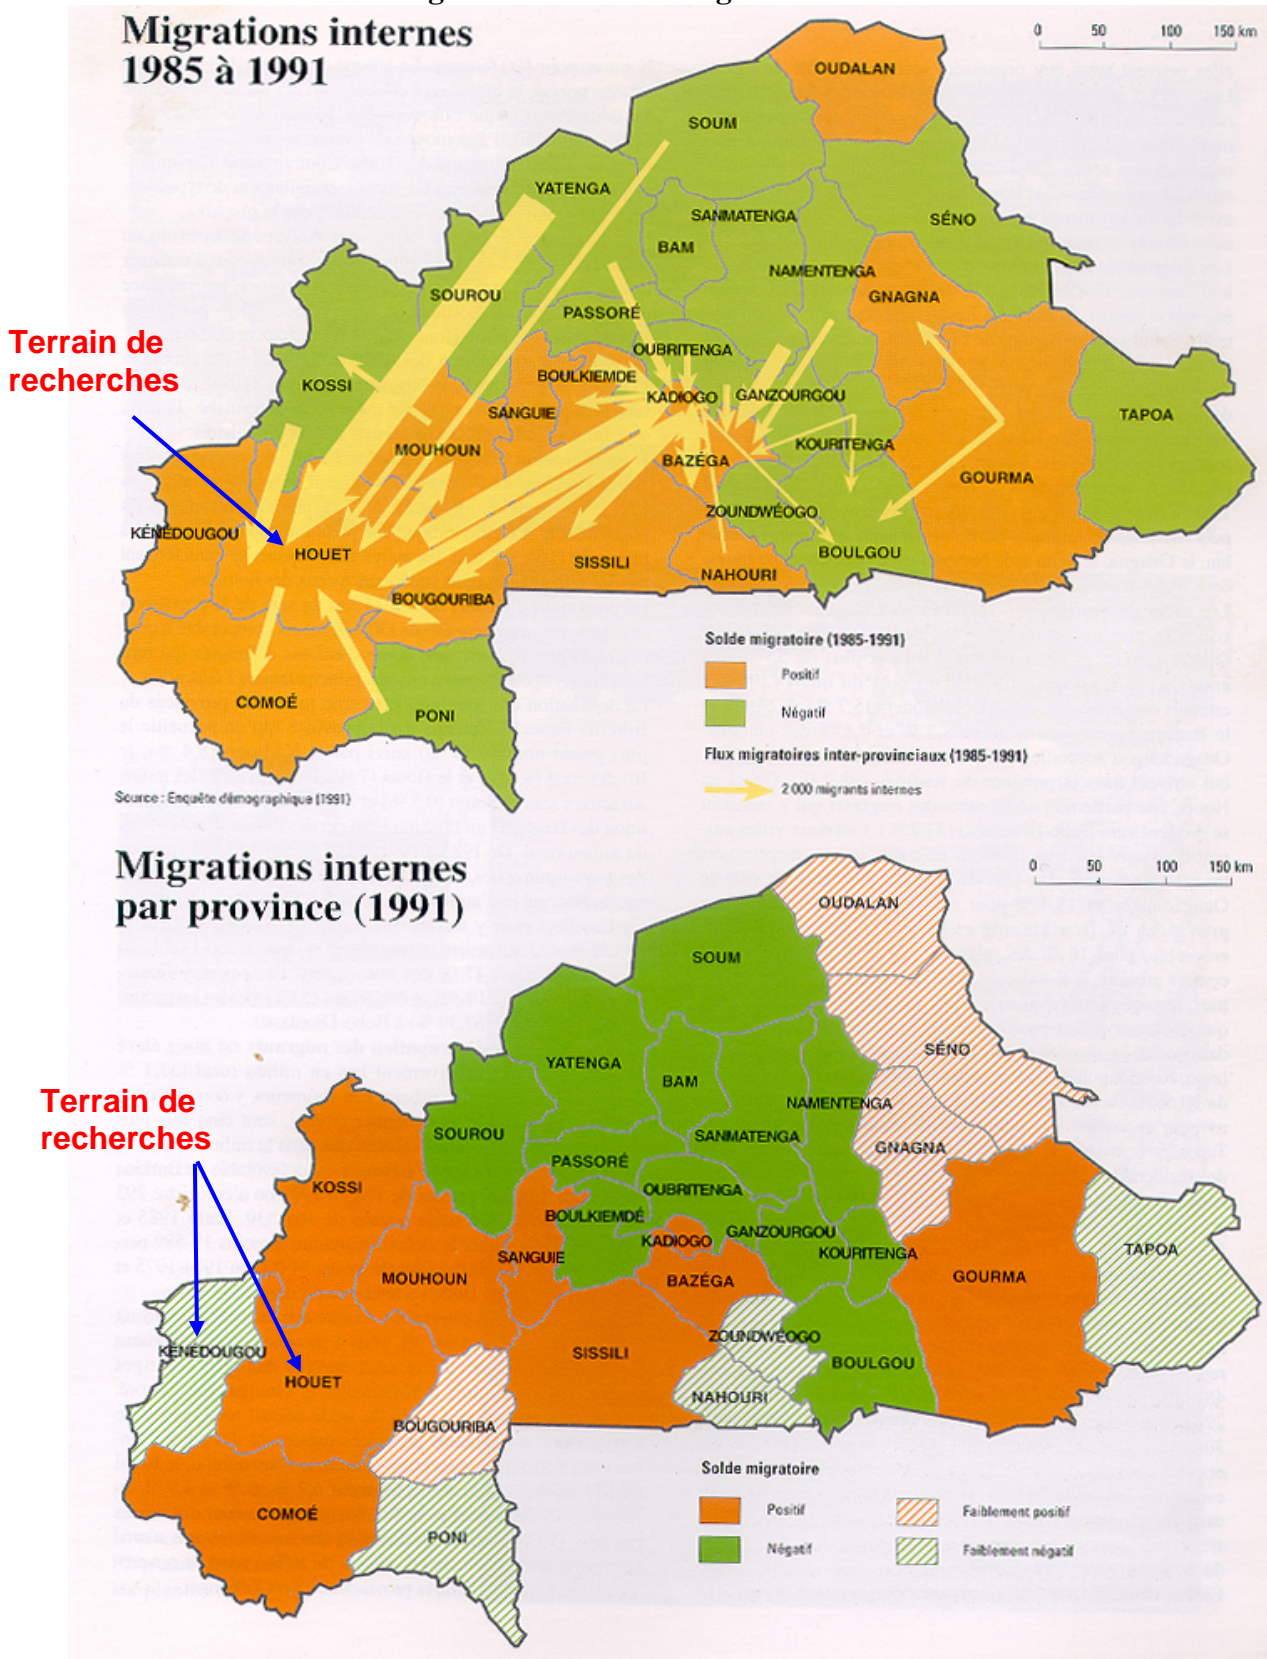 Migrations internes
1985 à 1991
0 50 100 150 km
OUDALAN
SOUM
YATENGA
SANMATENGA
SÉNO
BAM
NAMENTENGA
SOUROU
GNAGNA
PASSORÉ
Terrain de
recherches
OUBRITENGA
BOULKIEMDE
KOSSI
KADIOGO
GANZOURGOU
SANGUIE
TAPOA
MOUHOUN
KOURITENGA
BAZÉGA
GOURMA
ZOUNDWÉOGO
KÉNÉDOUGOU
HOUET
BOULGOU
SISSILI
NAHOURI
BOUGOURIBA
COMOÉ
PONI
Solde migratoire (1985-1991)
Positif
Négatif
Flux migratoires inter-provinciaux (1985-1991)
2 000 migrants internes
Source : Enquête démographique (1991)
Migrations internes
par province (1991)
0 50 100 150 km
OUDALAN
SOUM
SÉNO
YATENGA
BAM
NAMENTENGA
Terrain de
recherches
SOUROU
SANMATENGA
GNAGNA
PASSORÉ
KOSSI
OUBRITENGA
BOULKIEMDÉ
GANZOURGOU
KADIOGO
TAPOA
SANGUIE
KOURITENGA
MOUHOUN
BAZÉGA
GOURMA
ZOUNDWÉOGO
KÉNÉDOUGOU
SISSILI
BOULGOU
HOUET
NAHOURI
BOUGOURIBA
COMOÉ
PONI
Solde migratoire
Positif
Faiblement positif
Négatif
Faiblement négatif